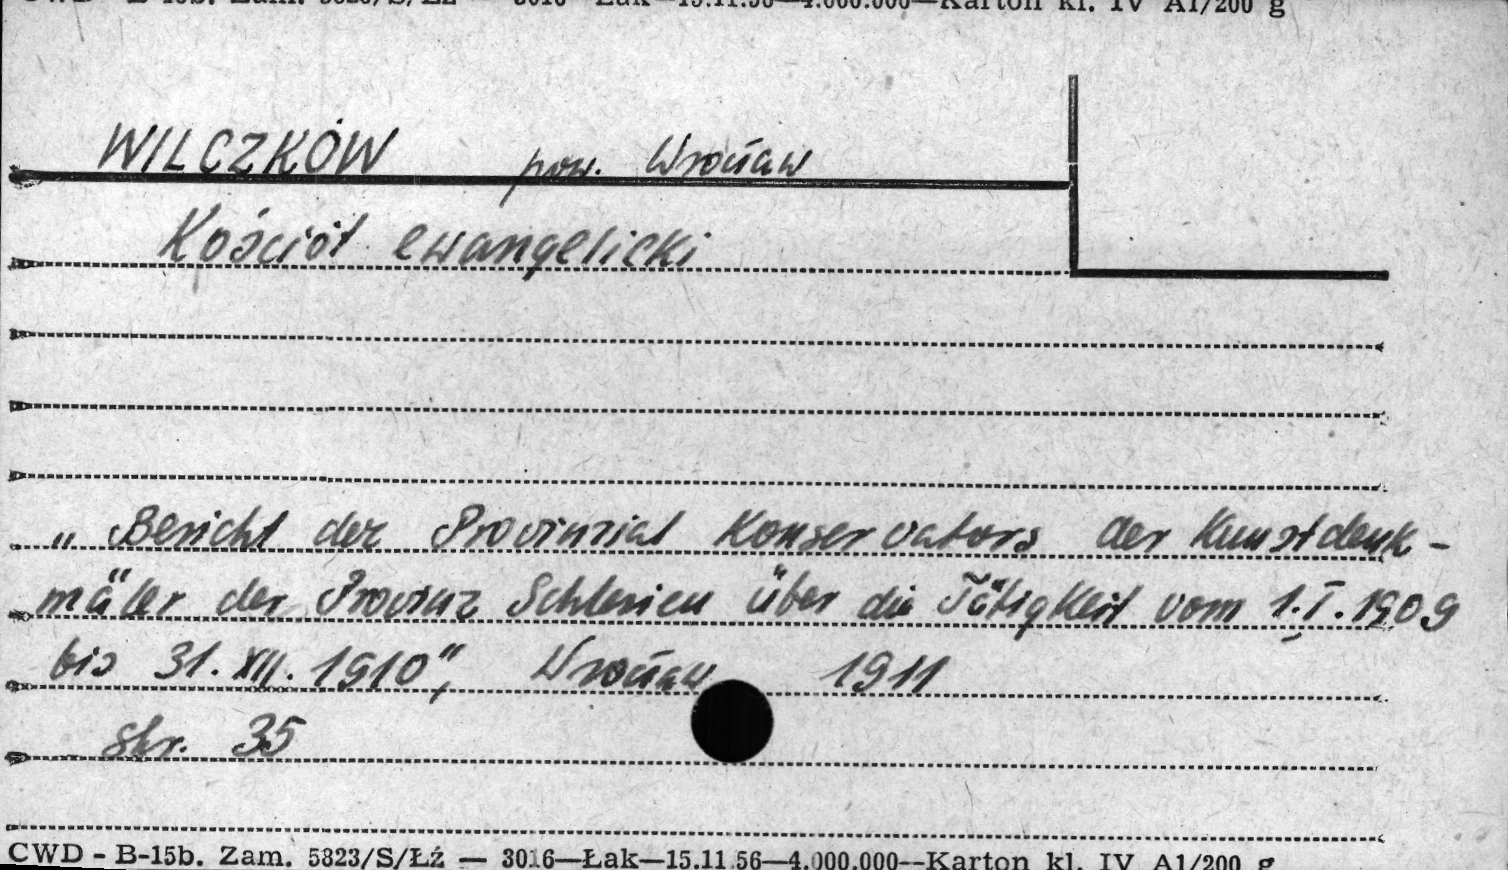 CWD - B-15b. Zam. 5823/S/Łź — 3016—Łak—15.11.56—4.000.000—Karton kl. IV A1/200 g
WILCZKÓW pow. Wrocław
Kościół ewangelicki
„Bericht der Provinzial Konservators der Kunstdenk-
mäler der Provinz Schlesien über die Tätigkeit vom 1.I.1909
bis 31.XII.1910", Wrocław 1911
str. 35
CWD - B-15b. Zam. 5823/S/Łź — 3016—Łak—15.11.56—4.000.000--Karton kl. IV A1/200 g